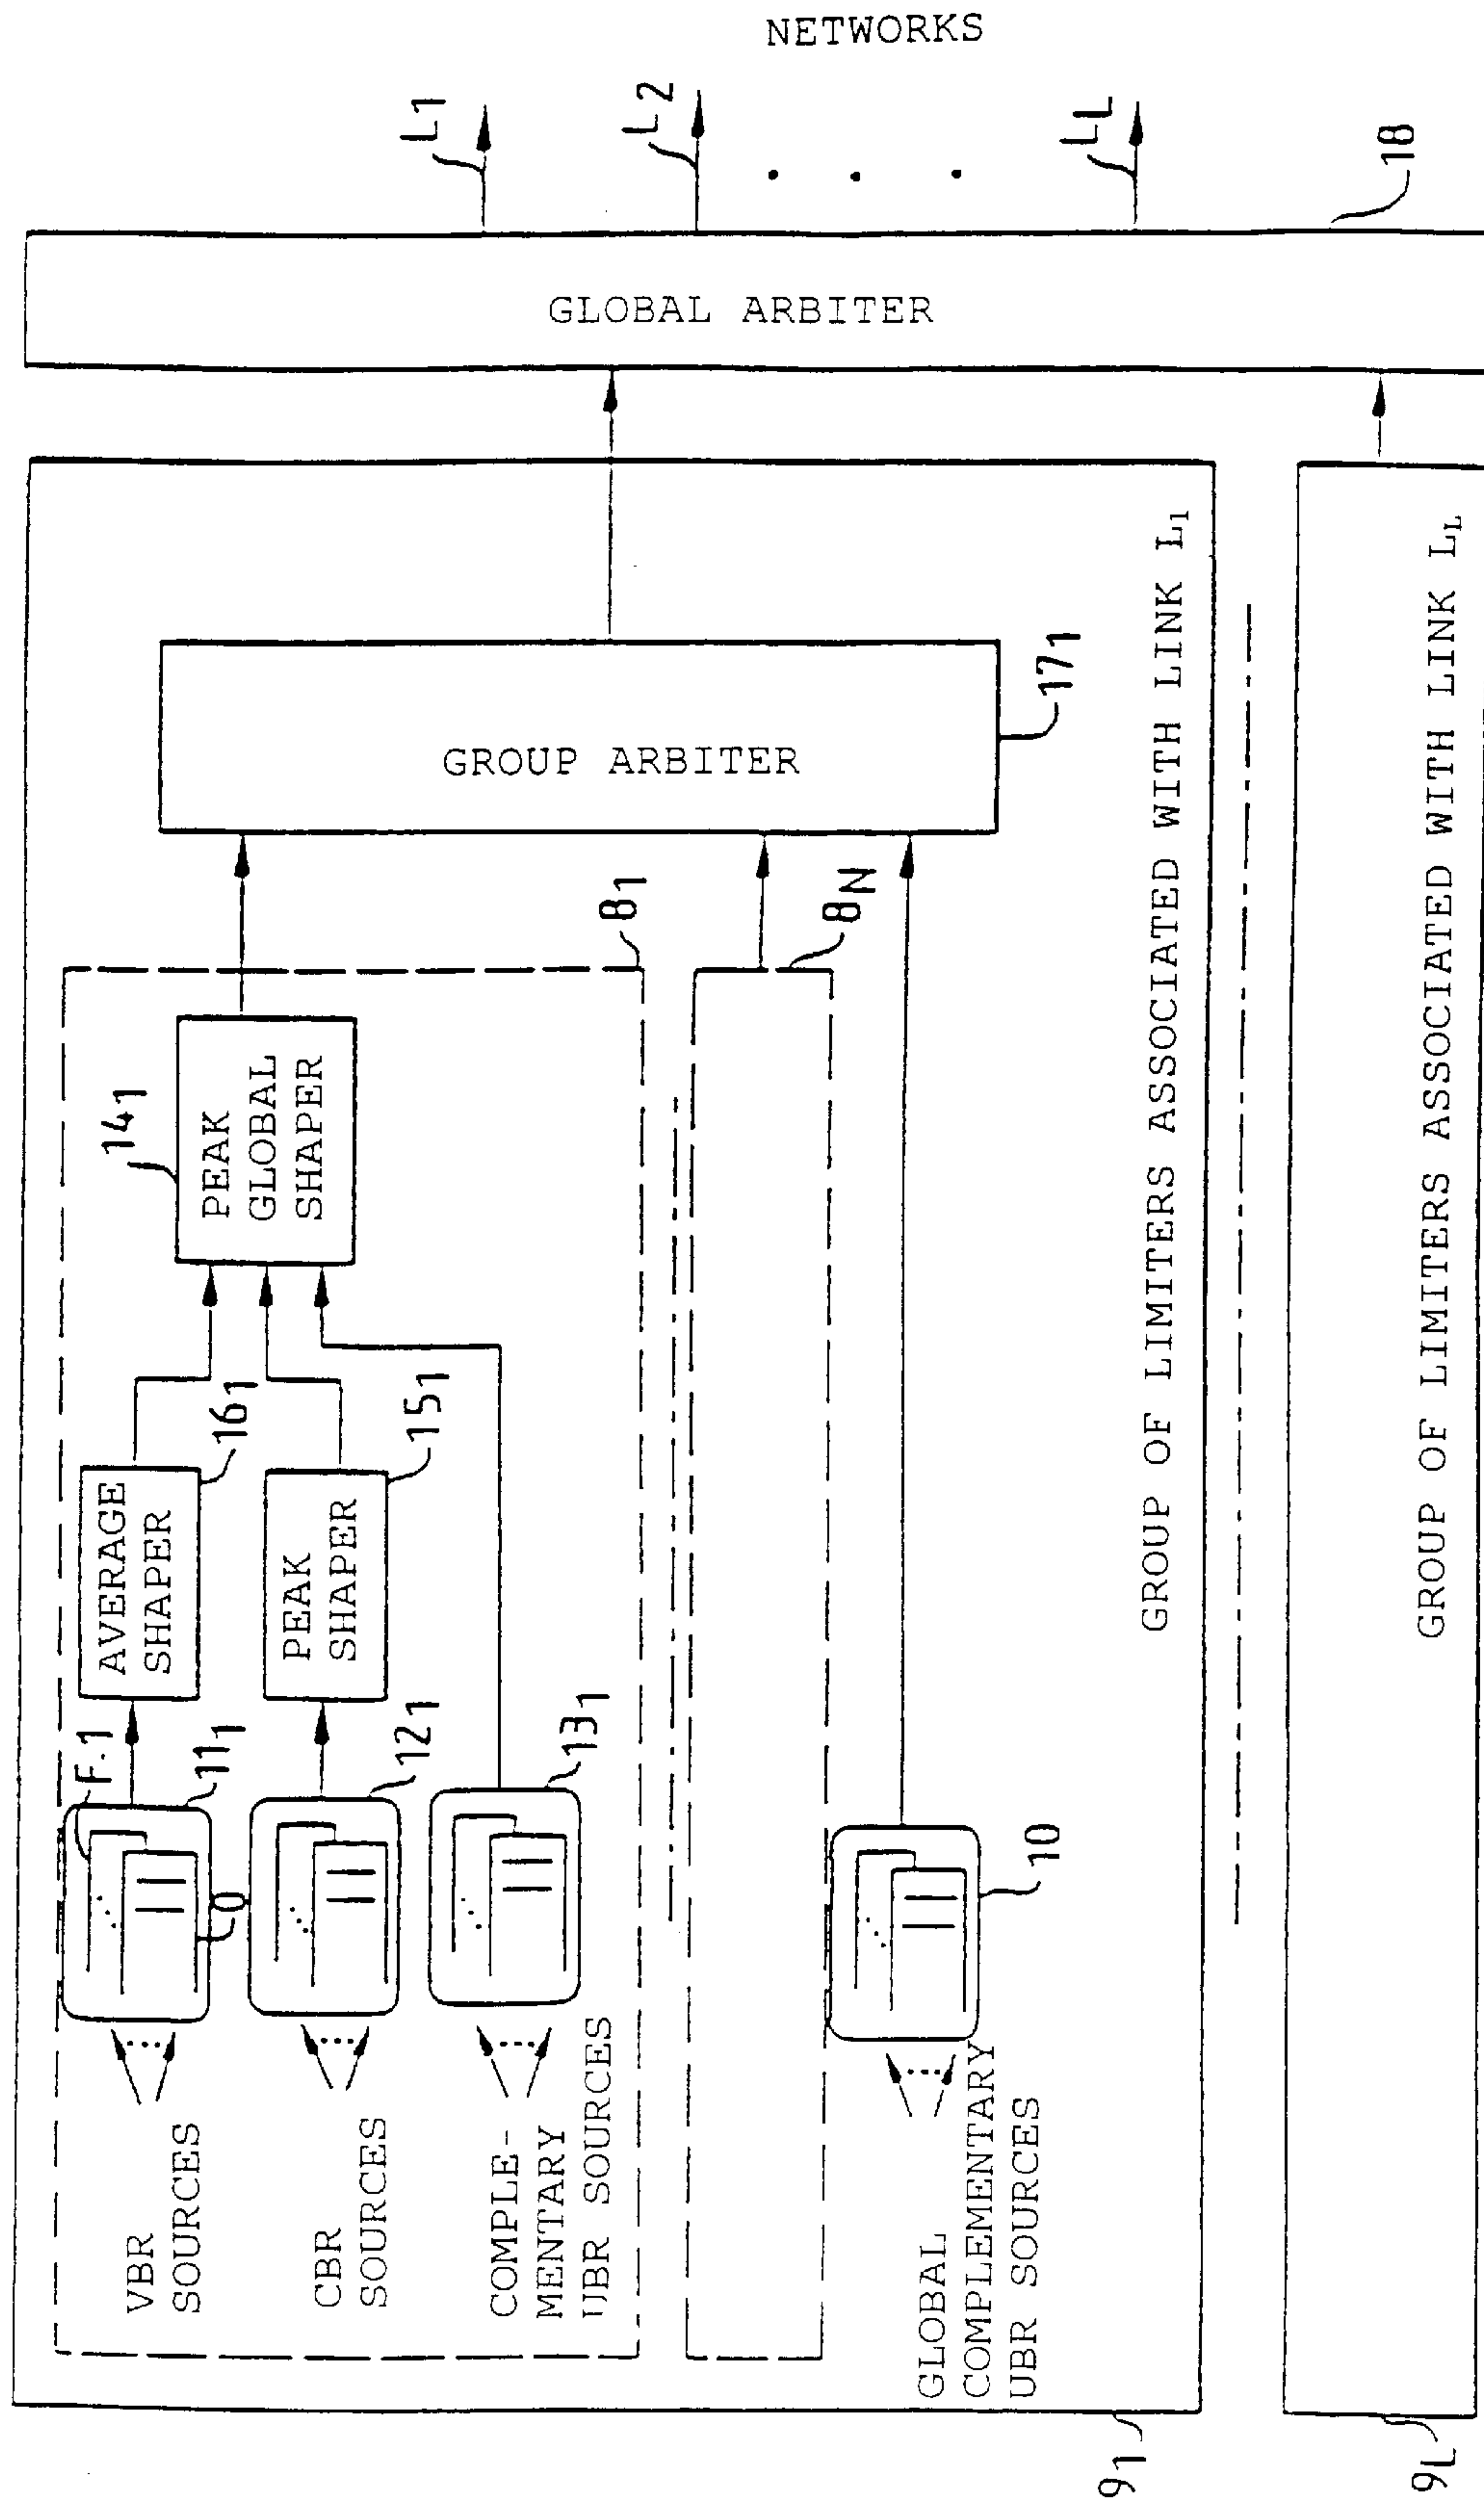 VBR
SOURCES
CBR
SOURCES
COMPLE-
MENTARY
UBR SOURCES
GLOBAL
COMPLEMENTARY
UBR SOURCES
F.1
Q
11₁
12₁
13₁
10
AVERAGE
SHAPER
16₁
PEAK
SHAPER
15₁
14₁
PEAK
GLOBAL
SHAPER
8₁
8N
GROUP ARBITER
17₁
GROUP OF LIMITERS ASSOCIATED WITH LINK L₁
9₁
GROUP OF LIMITERS ASSOCIATED WITH LINK LL
9L
GLOBAL ARBITER
18
L1
L2
LL
NETWORKS